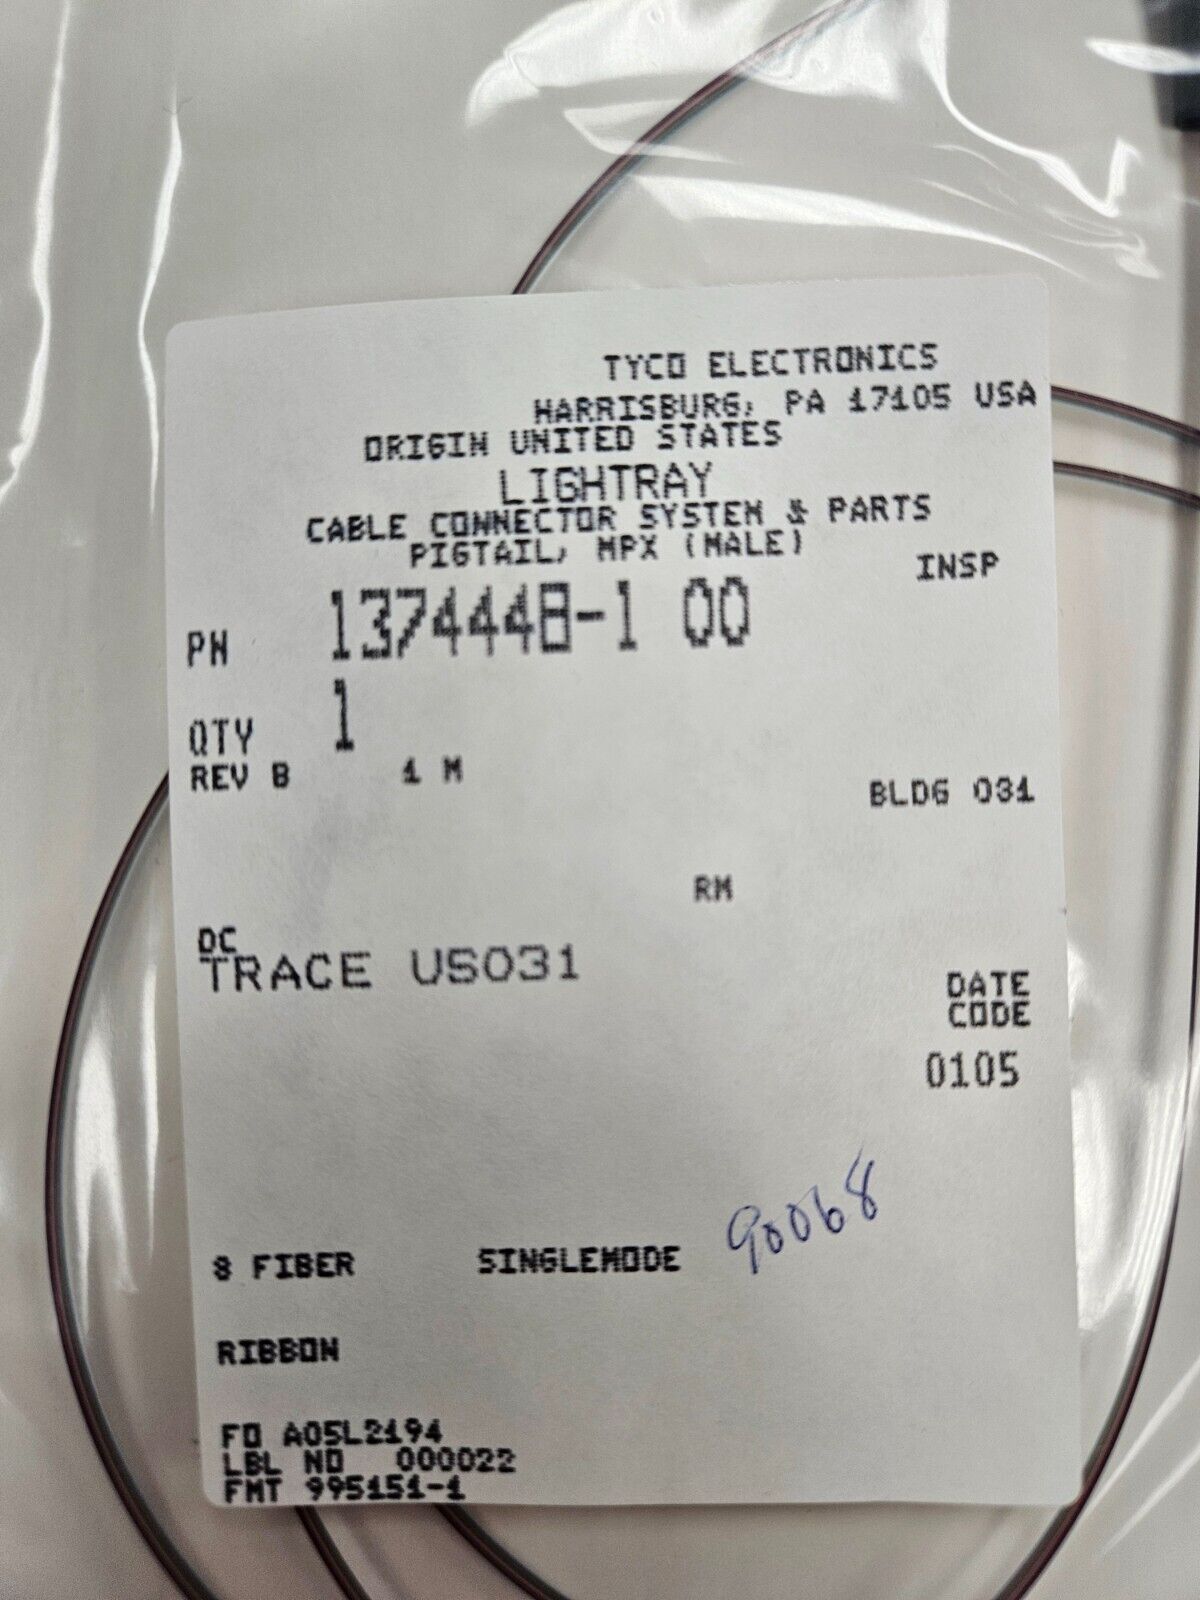 TYCO ELECTRONICS
HARRISBURG, PA 17105 USA
ORIGIN UNITED STATES
LIGHTRAY
CABLE CONNECTOR SYSTEM & PARTS
PIGTAIL, MPX (MALE)
INSP
PN 1374448-1 00
QTY 1
REV B 1 M
BLDG 031
RM
DC
TRACE US031
DATE
CODE
0105
90068
8 FIBER SINGLEMODE
RIBBON
FO A05L2194
LBL NO 000022
FMT 995151-1